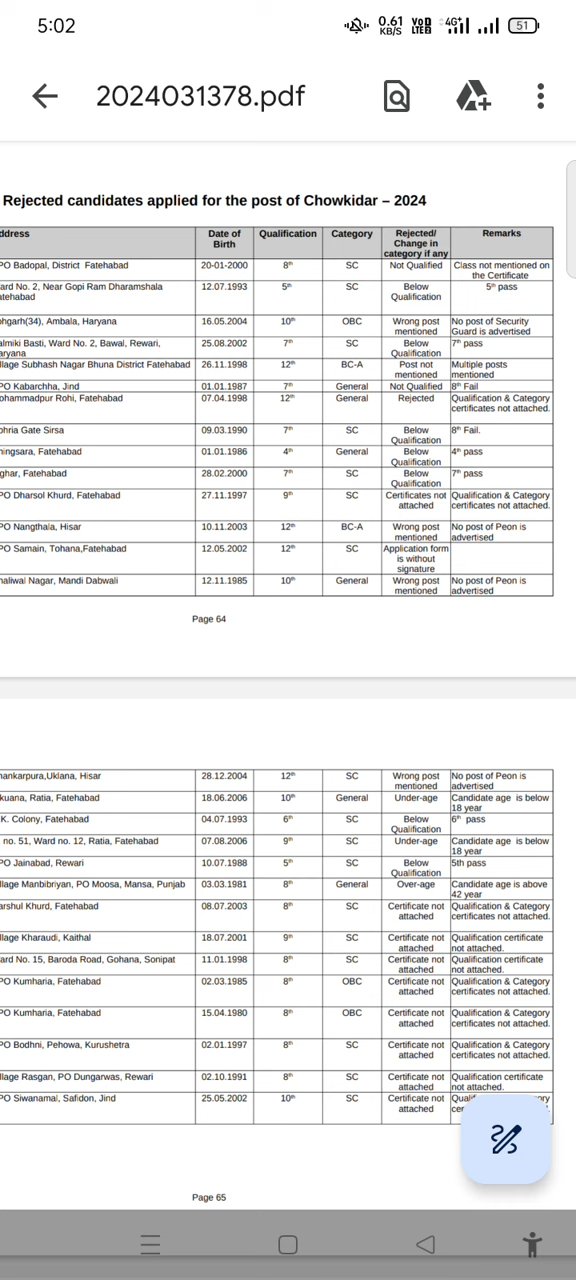 5:02
0.61 KB/S VoD LTE2 4G+ 51
2024031378.pdf
Rejected candidates applied for the post of Chowkidar – 2024
ddress Date of Birth Qualification Category Rejected/ Change in category if any Remarks
PO Badopal, District Fatehabad 20-01-2000 8th SC Not Qualified Class not mentioned on the Certificate
ard No. 2, Near Gopi Ram Dharamshala atehabad 12.07.1993 5th SC Below Qualification 5th pass
hgarh(34), Ambala, Haryana 16.05.2004 10th OBC Wrong post mentioned No post of Security Guard is advertised
almiki Basti, Ward No. 2, Bawal, Rewari, aryana 25.08.2002 7th SC Below Qualification 7th pass
llage Subhash Nagar Bhuna District Fatehabad 26.11.1998 12th BC-A Post not mentioned Multiple posts mentioned
PO Kabarchha, Jind 01.01.1987 7th General Not Qualified 8th Fail
ohammadpur Rohi, Fatehabad 07.04.1998 12th General Rejected Qualification & Category certificates not attached.
ohria Gate Sirsa 09.03.1990 7th SC Below Qualification 8th Fail.
ningsara, Fatehabad 01.01.1986 4th General Below Qualification 4th pass
ghar, Fatehabad 28.02.2000 7th SC Below Qualification 7th pass
PO Dharsol Khurd, Fatehabad 27.11.1997 9th SC Certificates not attached Qualification & Category certificates not attached.
PO Nangthala, Hisar 10.11.2003 12th BC-A Wrong post mentioned No post of Peon is advertised
PO Samain, Tohana,Fatehabad 12.05.2002 12th SC Application form is without signature
haliwal Nagar, Mandi Dabwali 12.11.1985 10th General Wrong post mentioned No post of Peon is advertised
Page 64
hankarpura,Uklana, Hisar 28.12.2004 12th SC Wrong post mentioned No post of Peon is advertised
kuana, Ratia, Fatehabad 18.06.2006 10th General Under-age Candidate age is below 18 year
K. Colony, Fatehabad 04.07.1993 6th SC Below Qualification 6th pass
no. 51, Ward no. 12, Ratia, Fatehabad 07.08.2006 9th SC Under-age Candidate age is below 18 year
PO Jainabad, Rewari 10.07.1988 5th SC Below Qualification 5th pass
llage Manbibriyan, PO Moosa, Mansa, Punjab 03.03.1981 8th General Over-age Candidate age is above 42 year
arshul Khurd, Fatehabad 08.07.2003 8th SC Certificate not attached Qualification & Category certificates not attached.
llage Kharaudi, Kaithal 18.07.2001 9th SC Certificate not attached Qualification certificate not attached.
ard No. 15, Baroda Road, Gohana, Sonipat 11.01.1998 8th SC Certificate not attached Qualification certificate not attached.
PO Kumharia, Fatehabad 02.03.1985 8th OBC Certificate not attached Qualification & Category certificates not attached.
PO Kumharia, Fatehabad 15.04.1980 8th OBC Certificate not attached Qualification & Category certificates not attached.
PO Bodhni, Pehowa, Kurushetra 02.01.1997 8th SC Certificate not attached Qualification & Category certificates not attached.
llage Rasgan, PO Dungarwas, Rewari 02.10.1991 8th SC Certificate not attached Qualification certificate not attached.
PO Siwanamal, Safidon, Jind 25.05.2002 10th SC Certificate not attached
Page 65